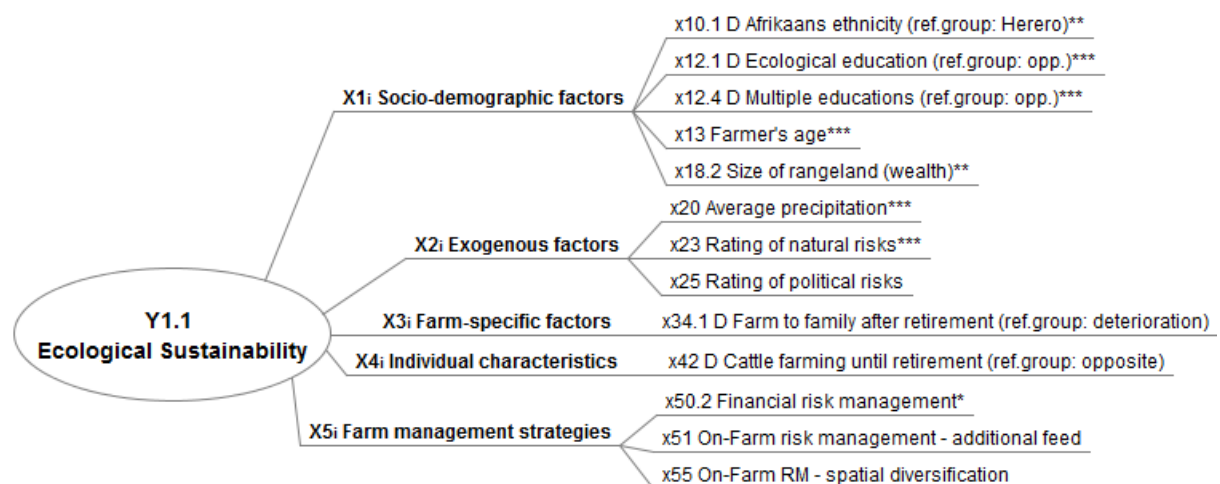 Y1.1
Ecological Sustainability
X1i Socio-demographic factors
x10.1 D Afrikaans ethnicity (ref.group: Herero)**
x12.1 D Ecological education (ref.group: opp.)***
x12.4 D Multiple educations (ref.group: opp.)***
x13 Farmer's age***
x18.2 Size of rangeland (wealth)**
X2i Exogenous factors
x20 Average precipitation***
x23 Rating of natural risks***
x25 Rating of political risks
X3i Farm-specific factors
x34.1 D Farm to family after retirement (ref.group: deterioration)
X4i Individual characteristics
x42 D Cattle farming until retirement (ref.group: opposite)
X5i Farm management strategies
x50.2 Financial risk management*
x51 On-Farm risk management - additional feed
x55 On-Farm RM - spatial diversification